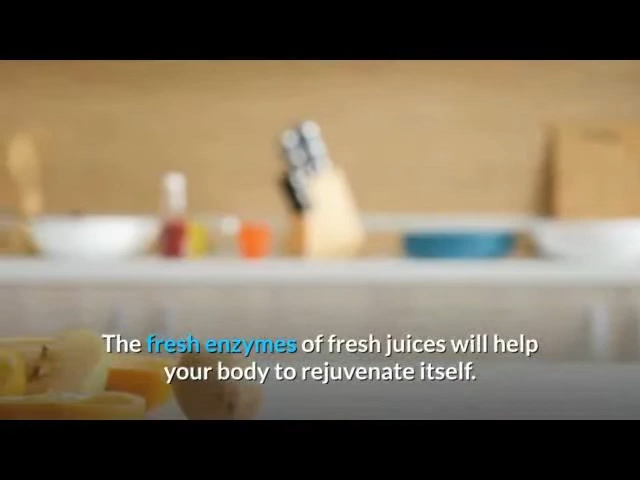 The fresh enzymes of fresh juices will help
your body to rejuvenate itself.